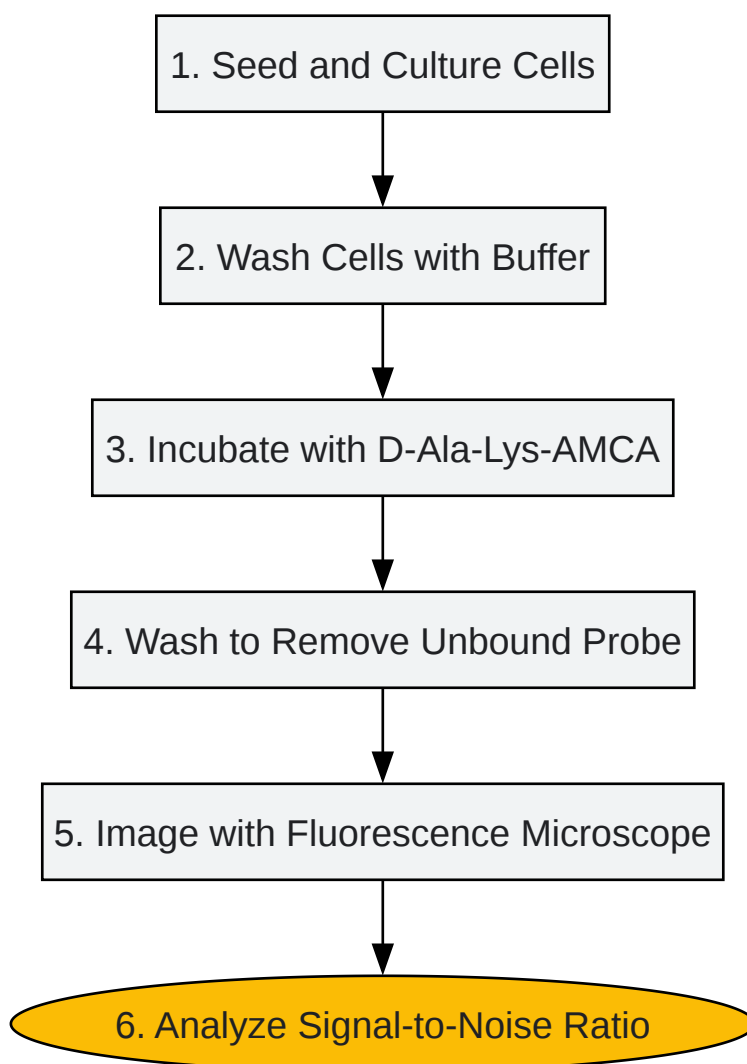 1. Seed and Culture Cells
2. Wash Cells with Buffer
3. Incubate with D-Ala-Lys-AMCA
4. Wash to Remove Unbound Probe
5. Image with Fluorescence Microscope
6. Analyze Signal-to-Noise Ratio